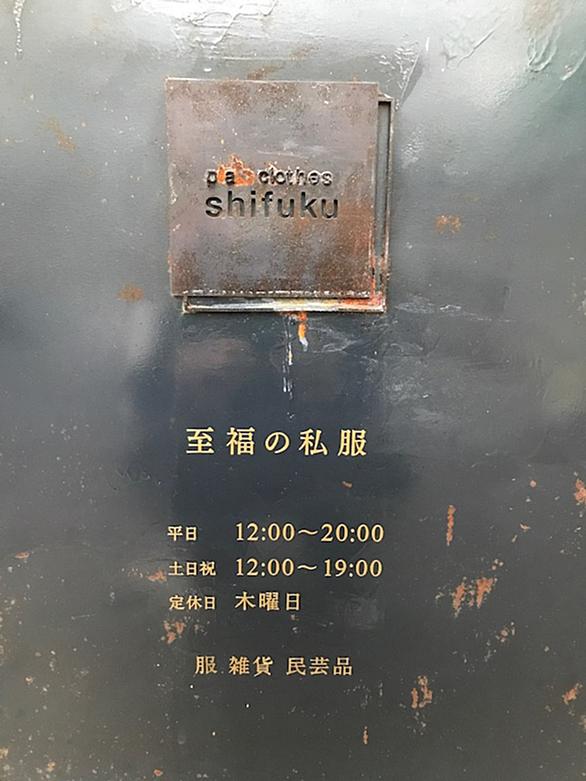 clothes
shifuku
至福の私服
平日 12:00〜20:00
土日祝 12:00〜19:00
定休日 木曜日
服 雑貨 民芸品